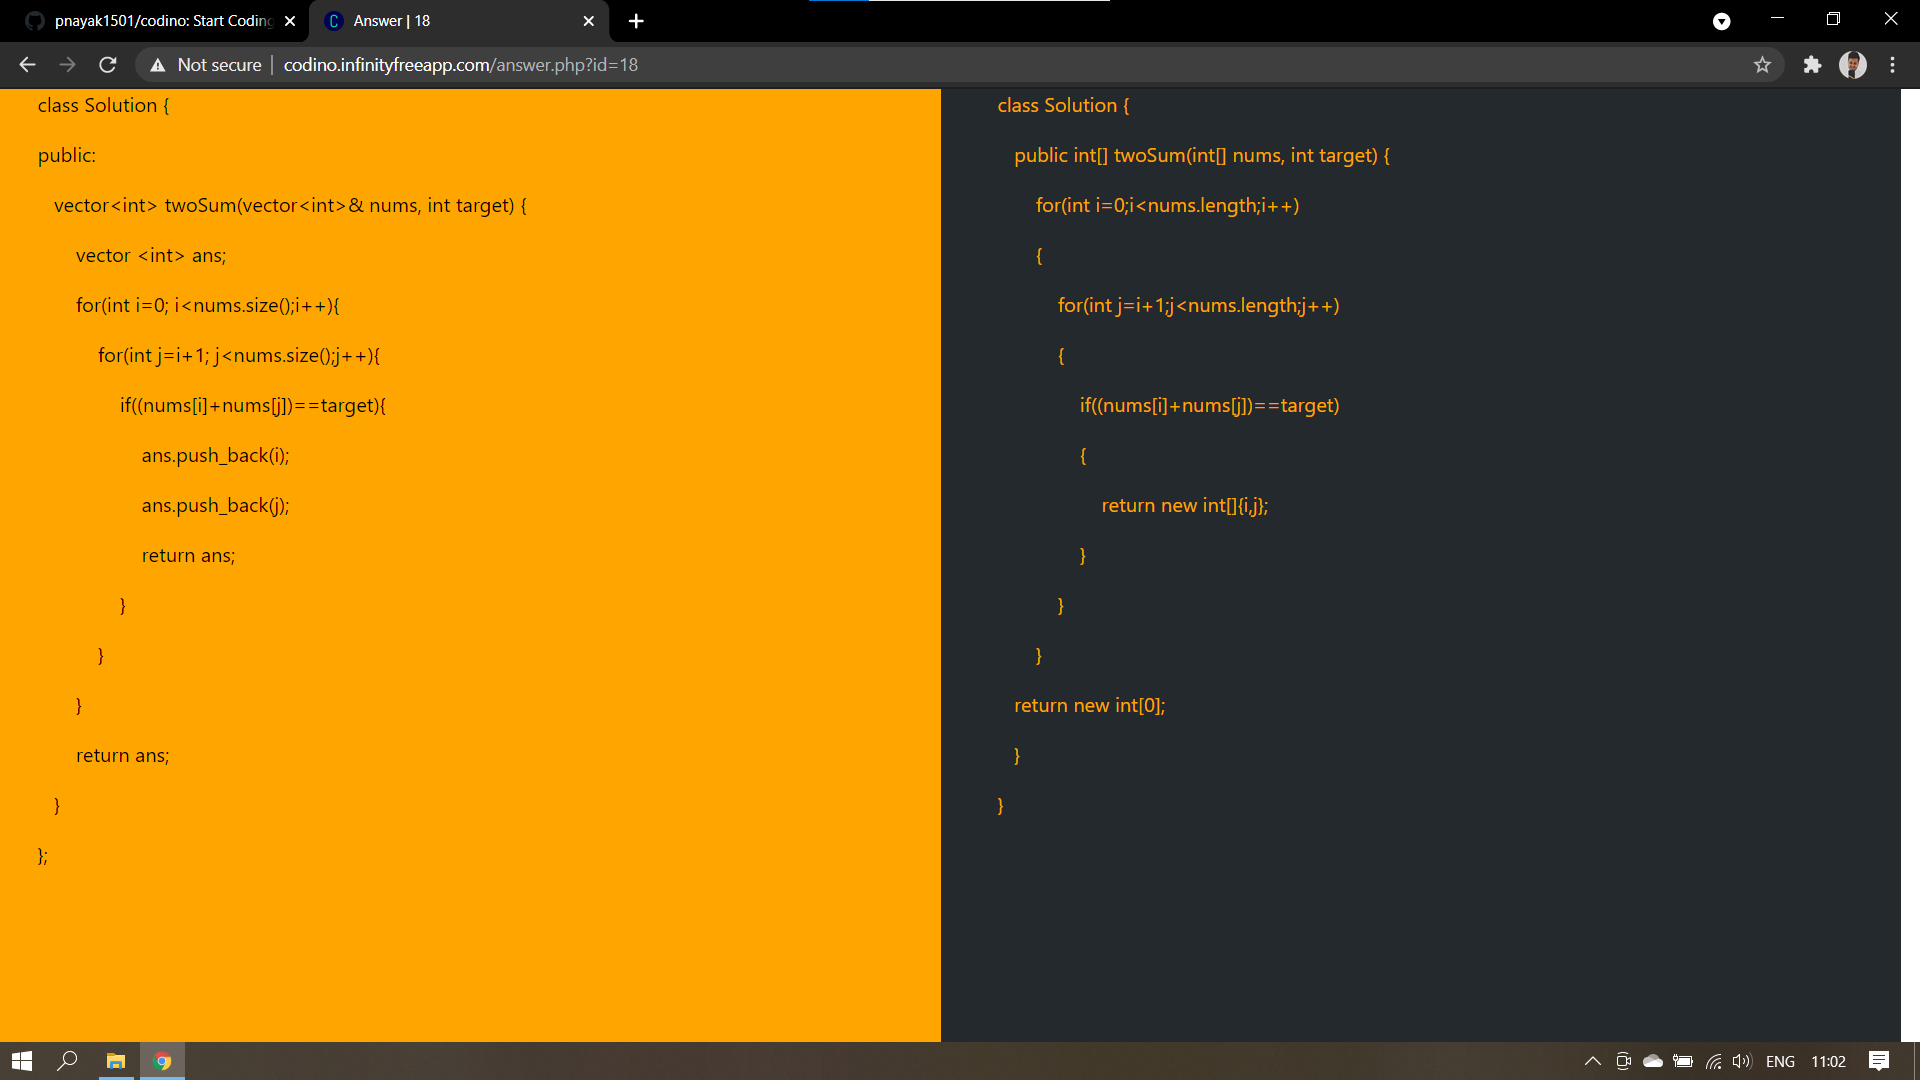 pnayak1501/codino: Start Coding
Answer | 18
Not secure
codino.infinityfreeapp.com/answer.php?id=18
class Solution {
public:
vector<int> twoSum(vector<int>& nums, int target) {
vector <int> ans;
for(int i=0; i<nums.size();i++){
for(int j=i+1; j<nums.size();j++){
if((nums[i]+nums[j])==target){
ans.push_back(i);
ans.push_back(j);
return ans;
}
}
}
return ans;
}
};
class Solution {
public int[] twoSum(int[] nums, int target) {
for(int i=0;i<nums.length;i++)
{
for(int j=i+1;j<nums.length;j++)
{
if((nums[i]+nums[j])==target)
{
return new int[]{i,j};
}
}
}
return new int[0];
}
}
ENG
11:02